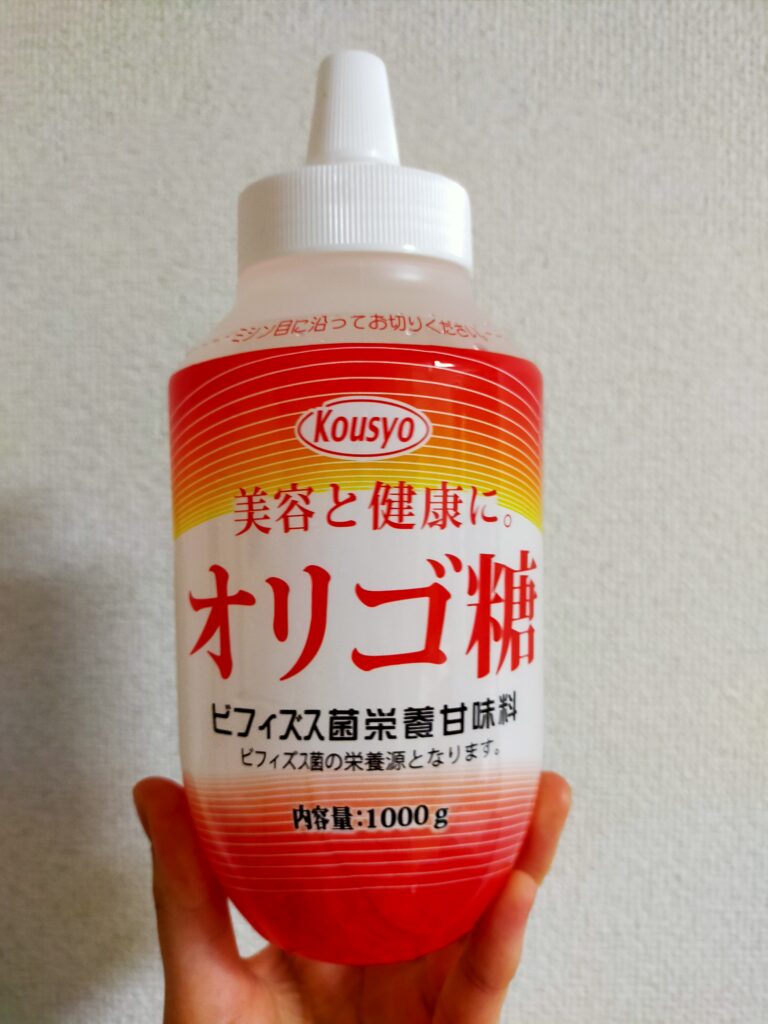 ミシン目に沿ってお切りください
Kousyo
美容と健康に。
オリゴ糖
ビフィズス菌栄養甘味料
ビフィズス菌の栄養源となります。
内容量：1000g